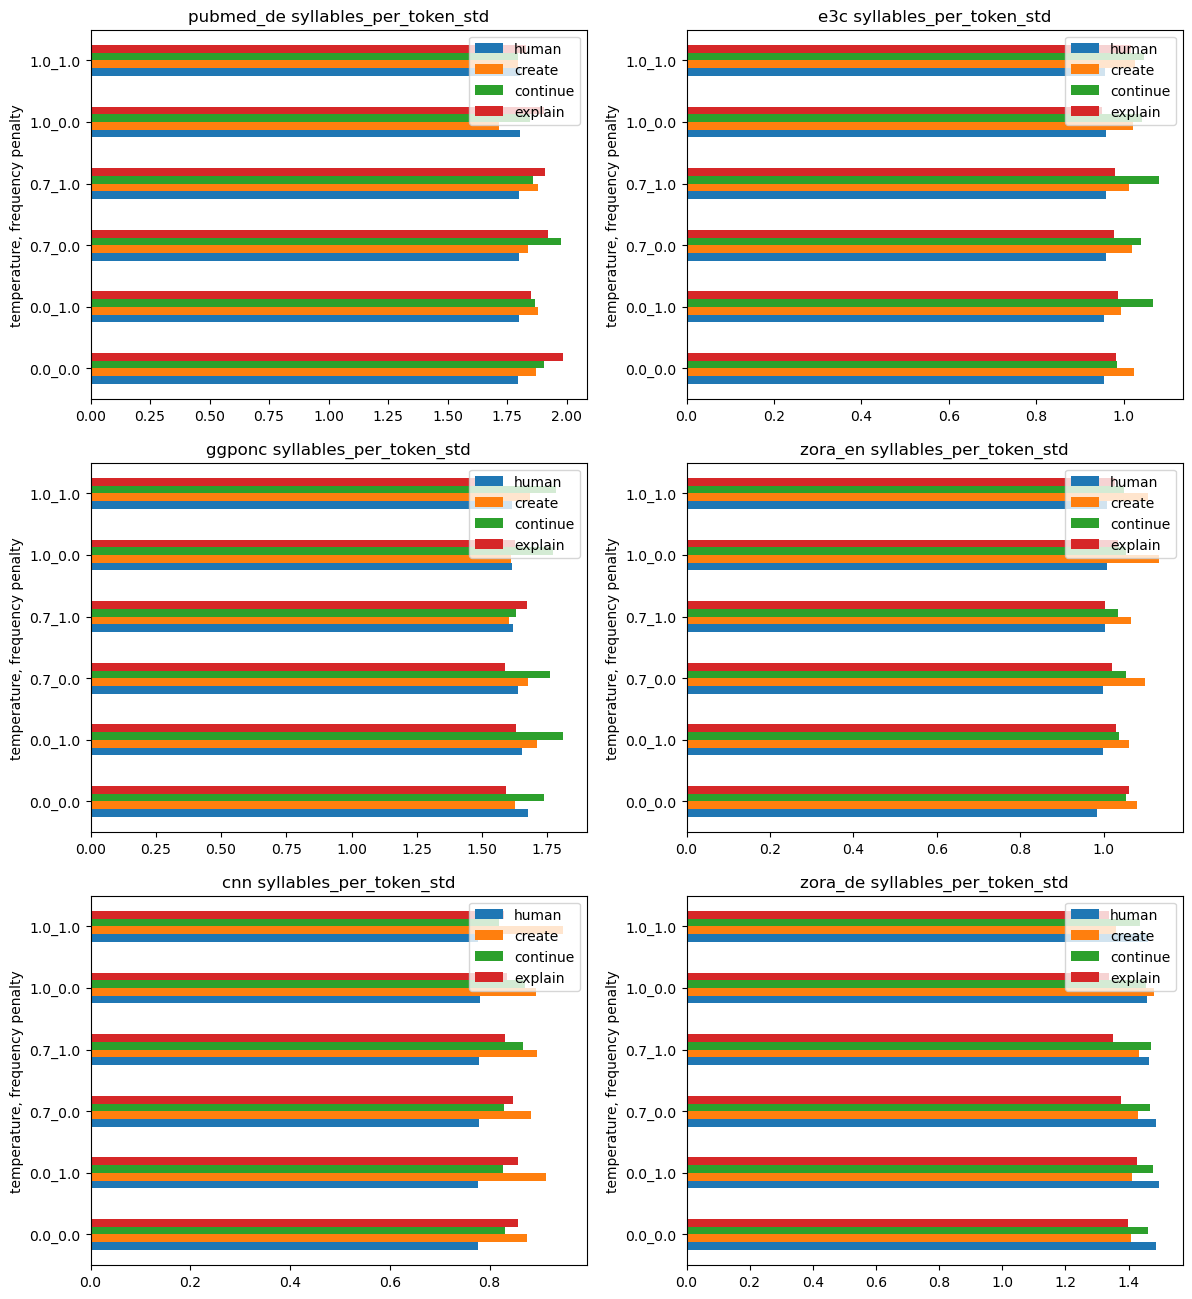 pubmed_de syllables_per_token_std
temperature, frequency penalty
1.0_1.0
1.0_0.0
0.7_1.0
0.7_0.0
0.0_1.0
0.0_0.0
0.00 0.25 0.50 0.75 1.00 1.25 1.50 1.75 2.00
human
create
continue
explain
e3c syllables_per_token_std
temperature, frequency penalty
1.0_1.0
1.0_0.0
0.7_1.0
0.7_0.0
0.0_1.0
0.0_0.0
0.0 0.2 0.4 0.6 0.8 1.0
human
create
continue
explain
ggponc syllables_per_token_std
temperature, frequency penalty
1.0_1.0
1.0_0.0
0.7_1.0
0.7_0.0
0.0_1.0
0.0_0.0
0.00 0.25 0.50 0.75 1.00 1.25 1.50 1.75
human
create
continue
explain
zora_en syllables_per_token_std
temperature, frequency penalty
1.0_1.0
1.0_0.0
0.7_1.0
0.7_0.0
0.0_1.0
0.0_0.0
0.0 0.2 0.4 0.6 0.8 1.0
human
create
continue
explain
cnn syllables_per_token_std
temperature, frequency penalty
1.0_1.0
1.0_0.0
0.7_1.0
0.7_0.0
0.0_1.0
0.0_0.0
0.0 0.2 0.4 0.6 0.8
human
create
continue
explain
zora_de syllables_per_token_std
temperature, frequency penalty
1.0_1.0
1.0_0.0
0.7_1.0
0.7_0.0
0.0_1.0
0.0_0.0
0.0 0.2 0.4 0.6 0.8 1.0 1.2 1.4
human
create
continue
explain